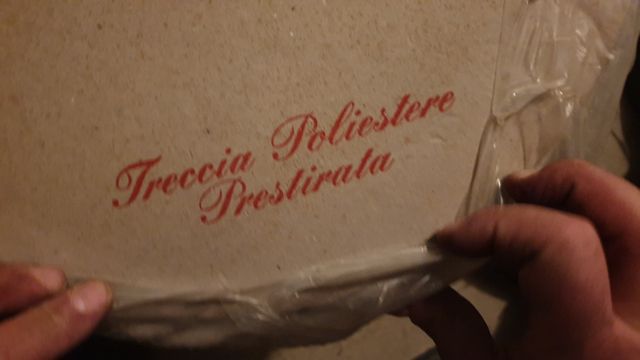 Treccia Poliestere
Prestirata